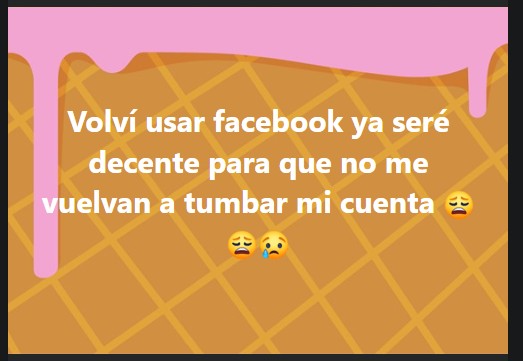 Volví usar facebook ya seré
decente para que no me
vuelvan a tumbar mi cuenta 😩
😩😢